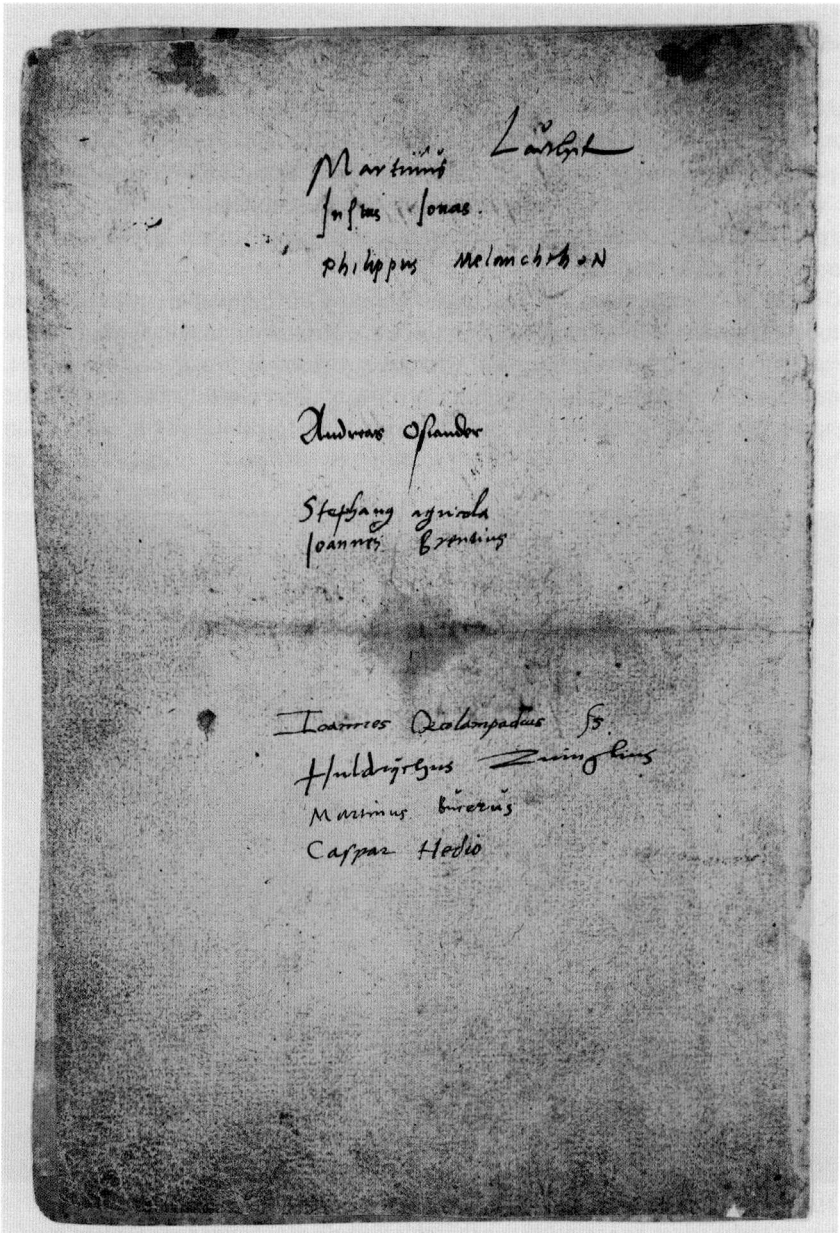 Martinus Luther
Justus Jonas.
Philippus MelanchthoN
Andreas Osiander
Stephanus agricola
Joannes Brentius
Ioannes Oecolampadius ss.
Huldrychus Zuinglius
Martinus Bucerus
Caspar Hedio